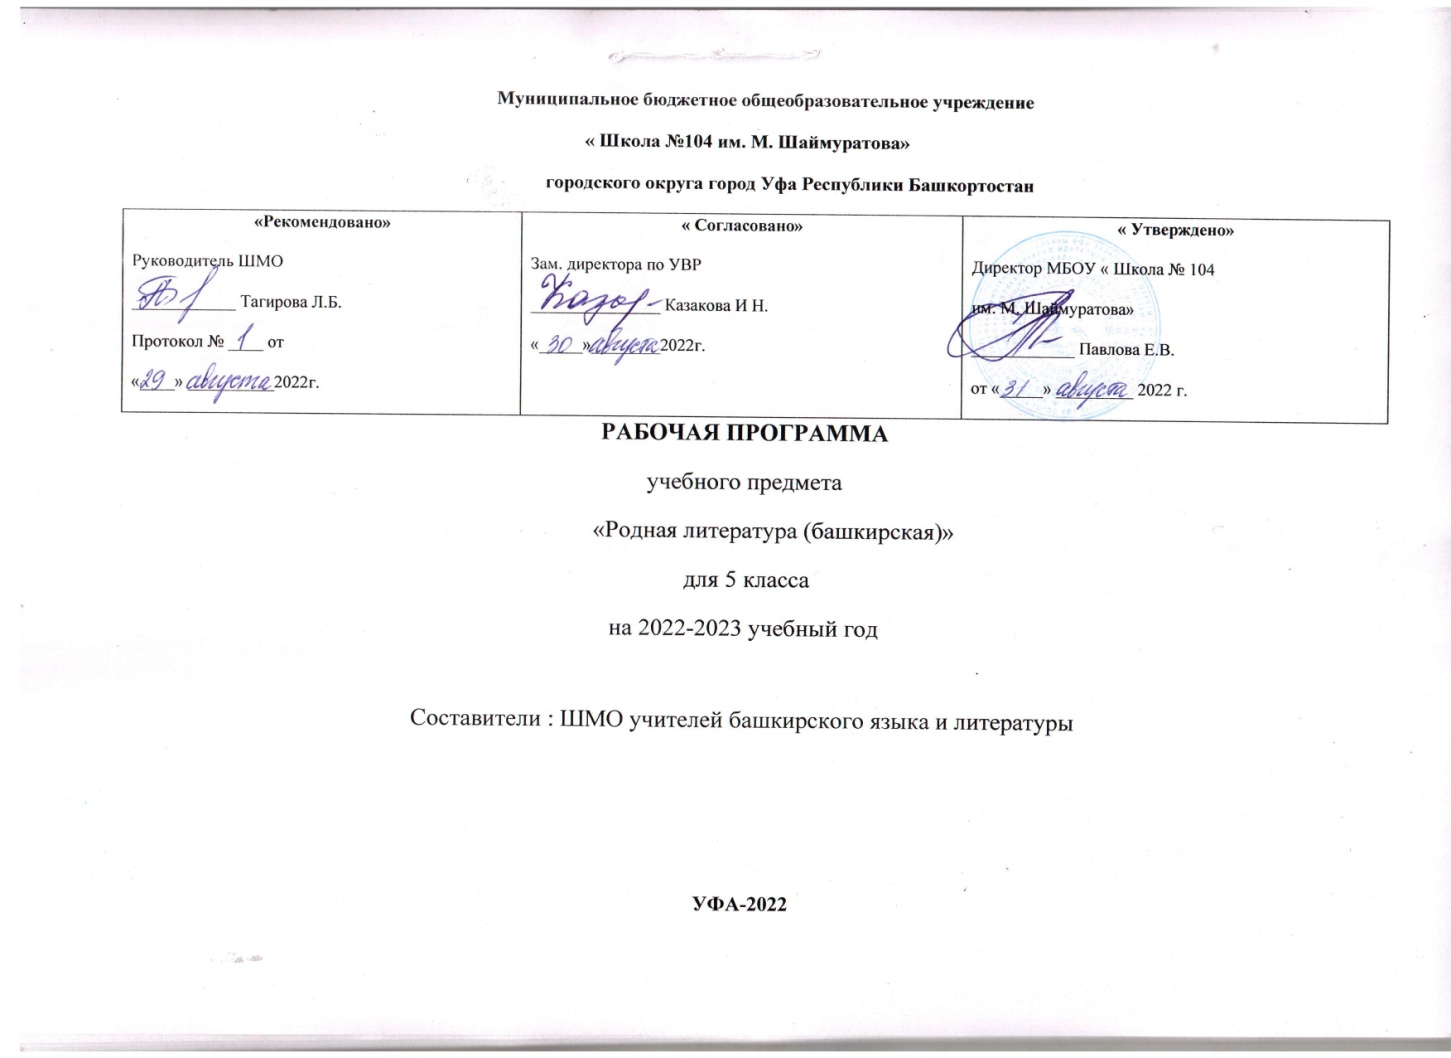 Муниципальное бюджетное общеобразовательное учреждение
« Школа №104 им. М. Шаймуратова»
городского округа город Уфа Республики Башкортостан
«Рекомендовано»
Руководитель ШМО
____________ Тагирова Л.Б.
Протокол № 1 от
«29» августа 2022г.
« Согласовано»
Зам. директора по УВР
Казар- Казакова И Н.
«30» августа 2022г.
« Утверждено»
Директор МБОУ « Школа № 104
им. М. Шаймуратова»
____________ Павлова Е.В.
от «31» августа 2022 г.
РАБОЧАЯ ПРОГРАММА
учебного предмета
«Родная литература (башкирская)»
для 5 класса
на 2022-2023 учебный год
Составители : ШМО учителей башкирского языка и литературы
УФА-2022